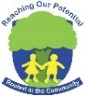 Reaching Our Potential
Rooted in the Community